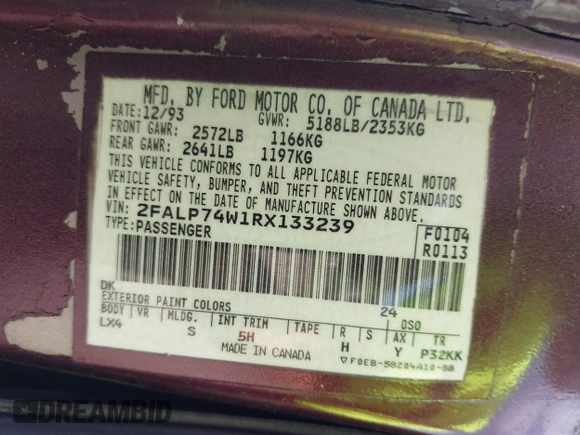 MFD. BY FORD MOTOR CO. OF CANADA LTD.
DATE: 12/93 GVWR: 5188LB/2353KG
FRONT GAWR: 2572LB 1166KG
REAR GAWR: 2641LB 1197KG
THIS VEHICLE CONFORMS TO ALL APPLICABLE FEDERAL MOTOR
VEHICLE SAFETY, BUMPER, AND THEFT PREVENTION STANDARDS
IN EFFECT ON THE DATE OF MANUFACTURE SHOWN ABOVE.
VIN: 2FALP74W1RX133239
TYPE: PASSENGER
F0104
R0113
DK 24
EXTERIOR PAINT COLORS DSO
BODY VR MLDG. INT TRIM TAPE R S AX TR
LX4 S 5H H Y P32KK
MADE IN CANADA ▽ F0EB-58204A10-BB
DREAMBID